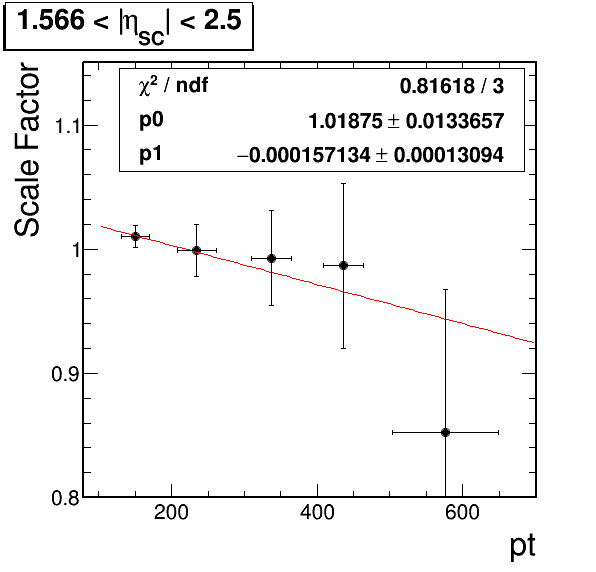 1.566 < |η_SC| < 2.5
χ² / ndf 0.81618 / 3
p0 1.01875 ± 0.0133657
p1 −0.000157134 ± 0.00013094
Scale Factor
1.1
1
0.9
0.8
200 400 600
pt